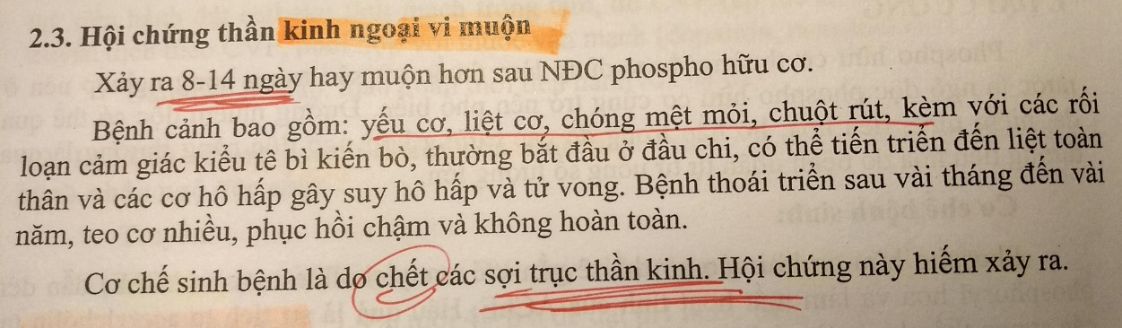 2.3. Hội chứng thần kinh ngoại vi muộn
Xảy ra 8-14 ngày hay muộn hơn sau NĐC phospho hữu cơ.
Bệnh cảnh bao gồm: yếu cơ, liệt cơ, chóng mệt mỏi, chuột rút, kèm với các rối
loạn cảm giác kiểu tê bì kiến bò, thường bắt đầu ở đầu chi, có thể tiến triển đến liệt toàn
thân và các cơ hô hấp gây suy hô hấp và tử vong. Bệnh thoái triển sau vài tháng đến vài
năm, teo cơ nhiều, phục hồi chậm và không hoàn toàn.
Cơ chế sinh bệnh là do chết các sợi trục thần kinh. Hội chứng này hiếm xảy ra.